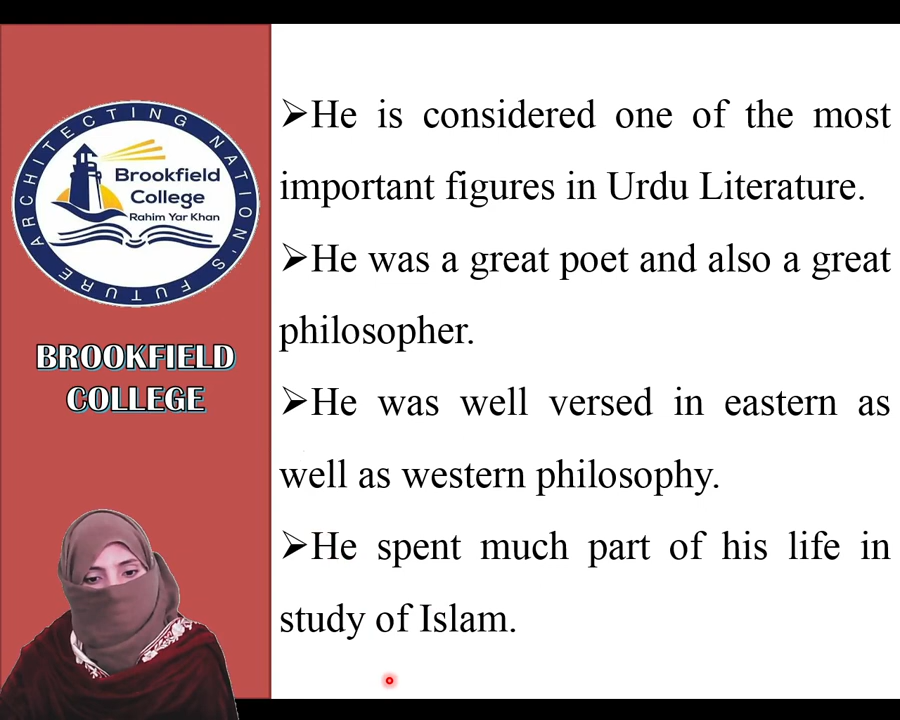 ARCHITECTING NATION'S FUTURE
Brookfield
College
Rahim Yar Khan
BROOKFIELD
COLLEGE
➢He is considered one of the most
important figures in Urdu Literature.
➢He was a great poet and also a great
philosopher.
➢He was well versed in eastern as
well as western philosophy.
➢He spent much part of his life in
study of Islam.